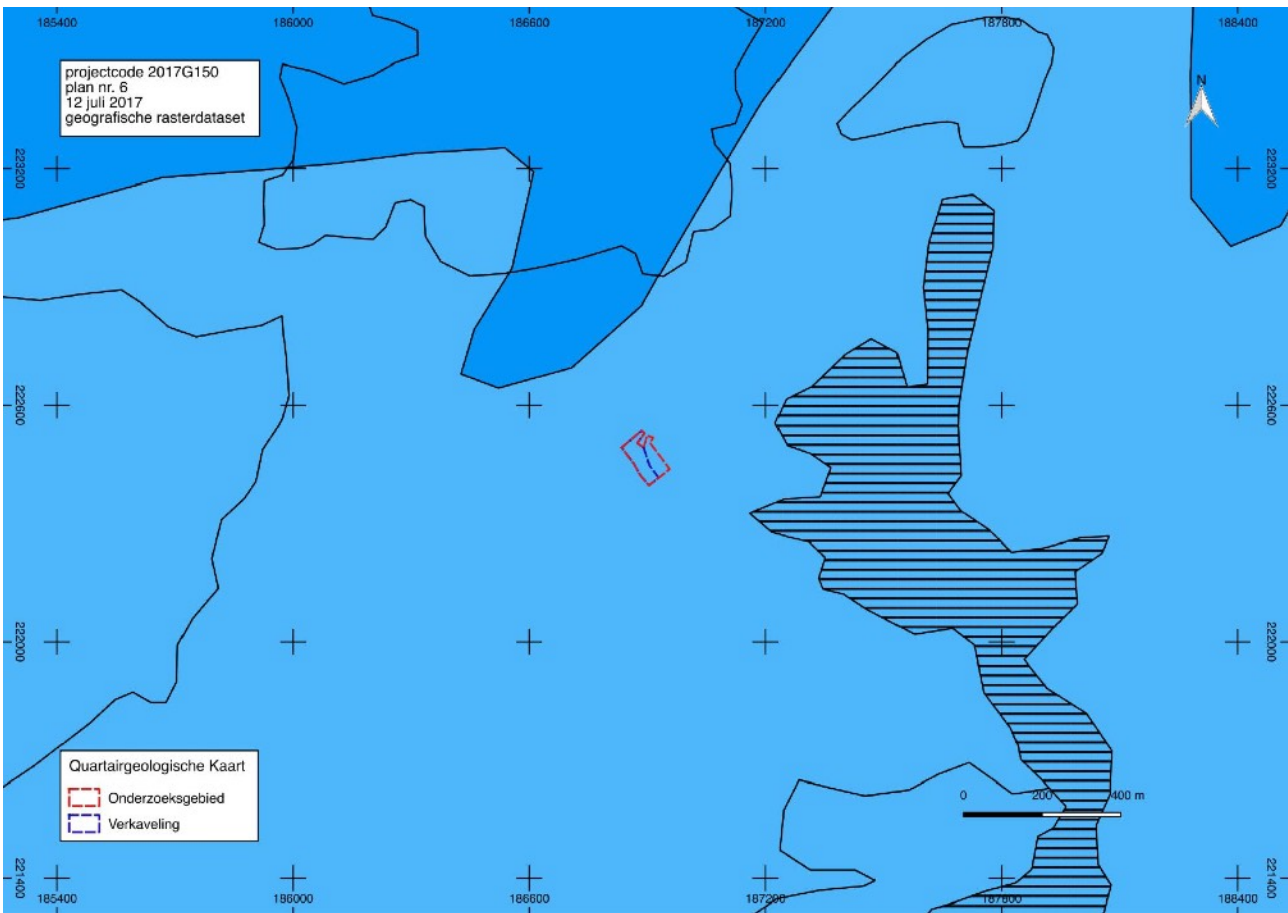 185400 186000 186600 187200 187800 188400
projectcode 2017G150
plan nr. 6
12 juli 2017
geografische rasterdataset
N
223200 223200
222600 222600
222000 222000
Quartairgeologische Kaart
Onderzoeksgebied
Verkaveling
0 200 400 m
221400 221400
185400 186000 186600 187200 187800 188400